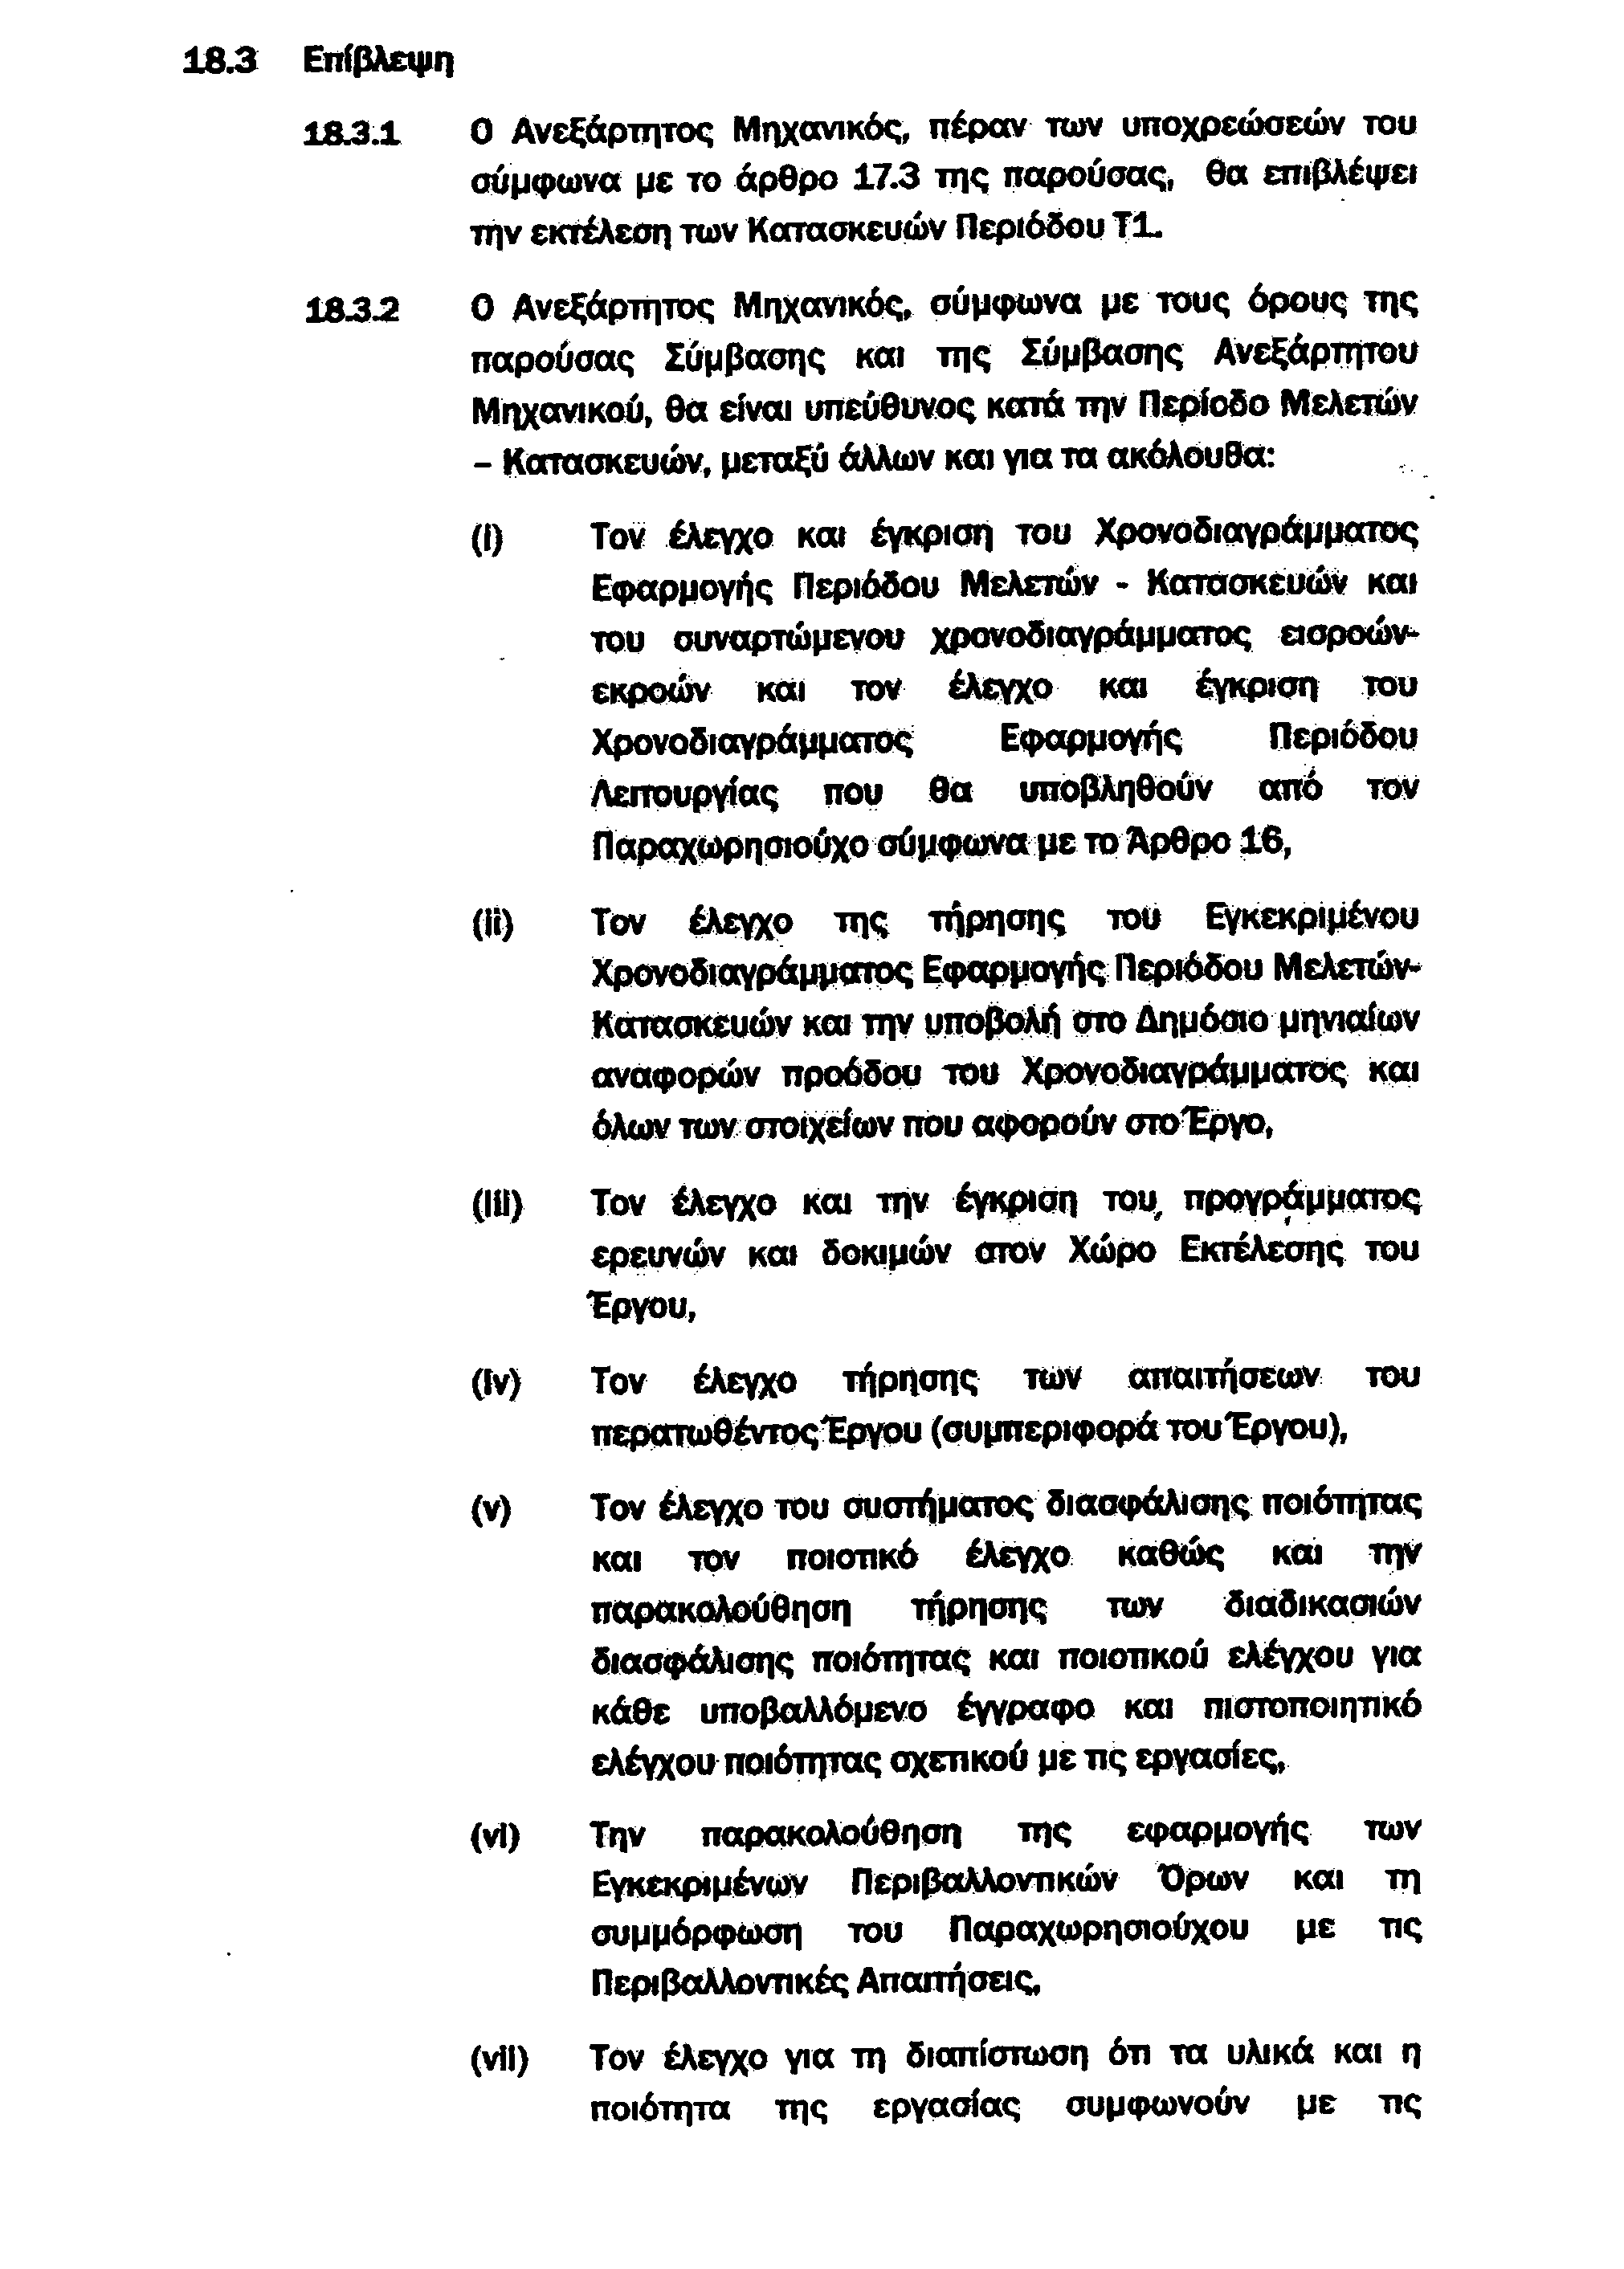 18.3 Επίβλεψη
18.3.1 Ο Ανεξάρτητος Μηχανικός, πέραν των υποχρεώσεών του
σύμφωνα με το άρθρο 17.3 της παρούσας, θα επιβλέψει
την εκτέλεση των Κατασκευών Περιόδου Τ1.
18.3.2 Ο Ανεξάρτητος Μηχανικός, σύμφωνα με τους όρους της
παρούσας Σύμβασης και της Σύμβασης Ανεξάρτητου
Μηχανικού, θα είναι υπεύθυνος κατά την Περίοδο Μελετών
– Κατασκευών, μεταξύ άλλων και για τα ακόλουθα:
(i) Τον έλεγχο και έγκριση του Χρονοδιαγράμματος
Εφαρμογής Περιόδου Μελετών - Κατασκευών και
του συναρτώμενου χρονοδιαγράμματος εισροών-
εκροών και τον έλεγχο και έγκριση του
Χρονοδιαγράμματος Εφαρμογής Περιόδου
Λειτουργίας που θα υποβληθούν από τον
Παραχωρησιούχο σύμφωνα με το Άρθρο 16,
(ii) Τον έλεγχο της τήρησης του Εγκεκριμένου
Χρονοδιαγράμματος Εφαρμογής Περιόδου Μελετών-
Κατασκευών και την υποβολή στο Δημόσιο μηνιαίων
αναφορών προόδου του Χρονοδιαγράμματος και
όλων των στοιχείων που αφορούν στο Έργο,
(iii) Τον έλεγχο και την έγκριση του προγράμματος
ερευνών και δοκιμών στον Χώρο Εκτέλεσης του
Έργου,
(iv) Τον έλεγχο τήρησης των απαιτήσεων του
περατωθέντος Έργου (συμπεριφορά του Έργου),
(v) Τον έλεγχο του συστήματος διασφάλισης ποιότητας
και τον ποιοτικό έλεγχο καθώς και την
παρακολούθηση τήρησης των διαδικασιών
διασφάλισης ποιότητας και ποιοτικού ελέγχου για
κάθε υποβαλλόμενο έγγραφο και πιστοποιητικό
ελέγχου ποιότητας σχετικού με τις εργασίες,
(vi) Την παρακολούθηση της εφαρμογής των
Εγκεκριμένων Περιβαλλοντικών Όρων και τη
συμμόρφωση του Παραχωρησιούχου με τις
Περιβαλλοντικές Απαιτήσεις,
(vii) Τον έλεγχο για τη διαπίστωση ότι τα υλικά και η
ποιότητα της εργασίας συμφωνούν με τις